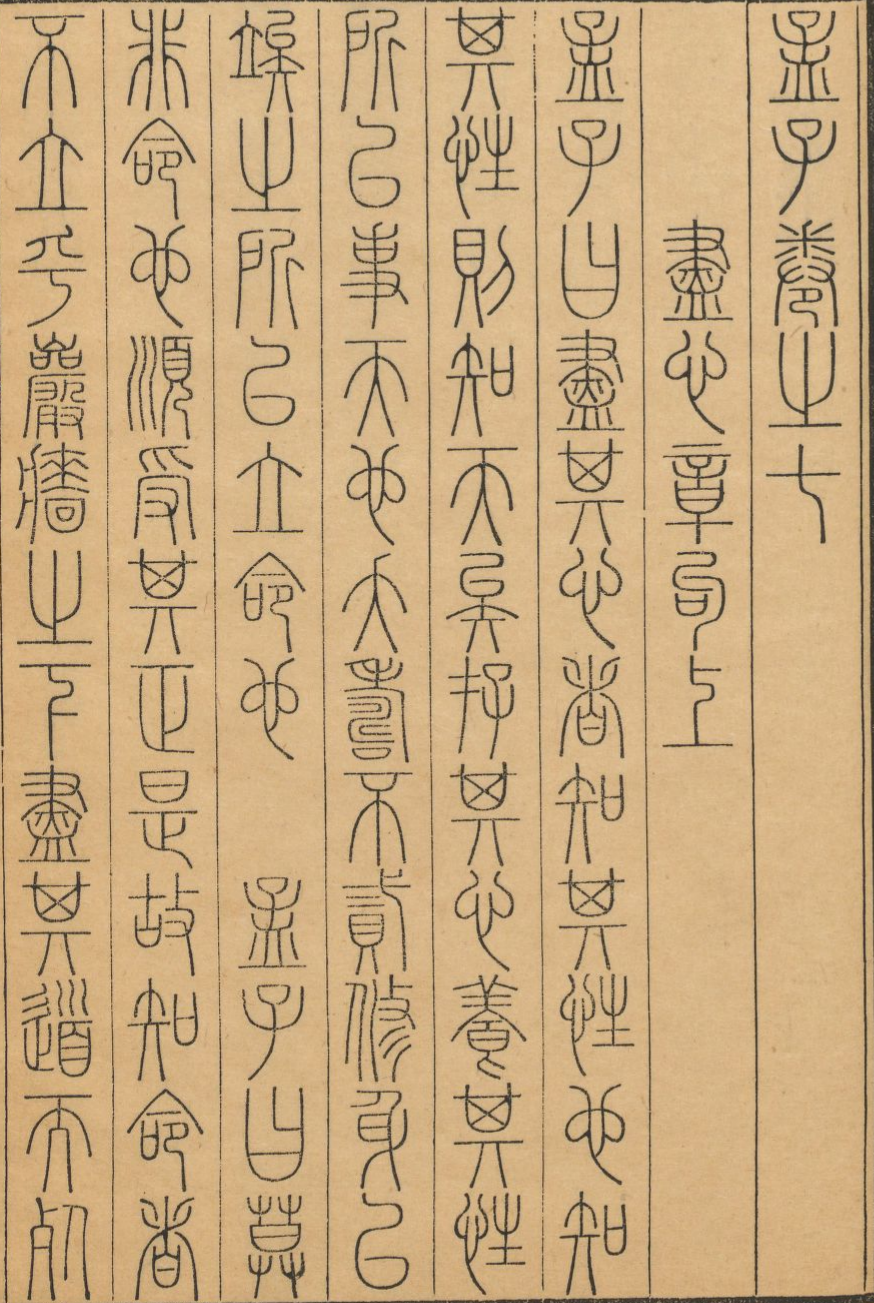 孟子卷之七
盡心章句上
孟子曰盡其心者知其性也知
其性則知天矣存其心養其性
所以事天也夭壽不貳修身以
竢之所以立命也 孟子曰莫
非命也順受其正是故知命者
不立乎巖牆之下盡其道而死